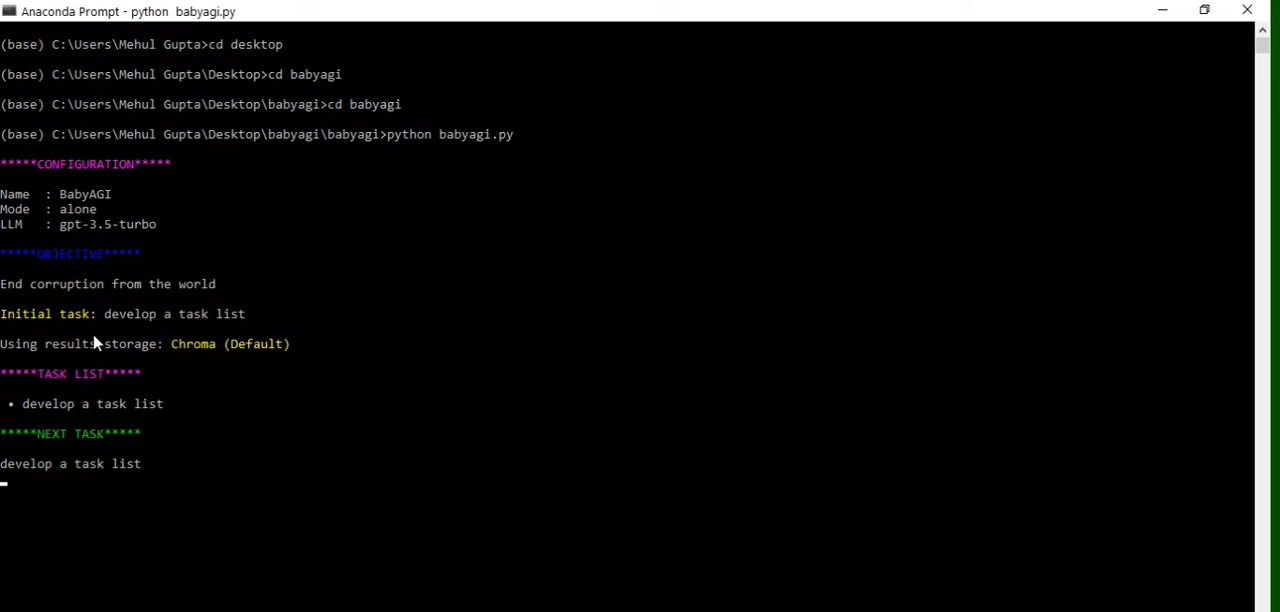 Anaconda Prompt - python  babyagi.py
(base) C:\Users\Mehul Gupta>cd desktop
(base) C:\Users\Mehul Gupta\Desktop>cd babyagi
(base) C:\Users\Mehul Gupta\Desktop\babyagi>cd babyagi
(base) C:\Users\Mehul Gupta\Desktop\babyagi\babyagi>python babyagi.py
*****CONFIGURATION*****
Name  : BabyAGI
Mode  : alone
LLM   : gpt-3.5-turbo
*****OBJECTIVE*****
End corruption from the world
Initial task: develop a task list
Using results storage: Chroma (Default)
*****TASK LIST*****
• develop a task list
*****NEXT TASK*****
develop a task list